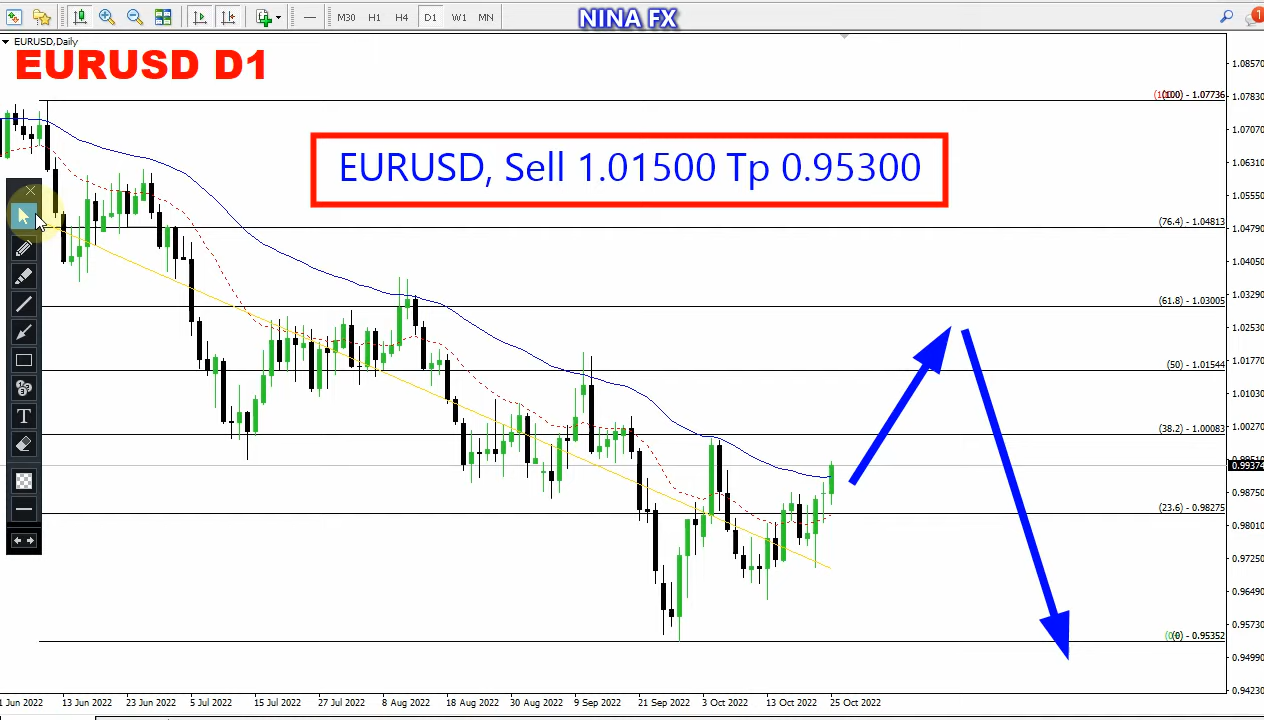 M30 H1 H4 D1 W1 MN
NINA FX
1
EURUSD,Daily
EURUSD D1
EURUSD, Sell 1.01500 Tp 0.95300
(100) - 1.07736
(76.4) - 1.04813
(61.8) - 1.03005
(50) - 1.01544
(38.2) - 1.00083
(23.6) - 0.98275
(0) - 0.95352
1.08570
1.07830
1.07070
1.06310
1.05550
1.04790
1.04050
1.03290
1.02530
1.01770
1.01030
1.00270
0.99374
0.98750
0.98010
0.97250
0.96490
0.95730
0.94990
0.94230
T
13 Jun 2022
23 Jun 2022
5 Jul 2022
15 Jul 2022
27 Jul 2022
8 Aug 2022
18 Aug 2022
30 Aug 2022
9 Sep 2022
21 Sep 2022
3 Oct 2022
13 Oct 2022
25 Oct 2022